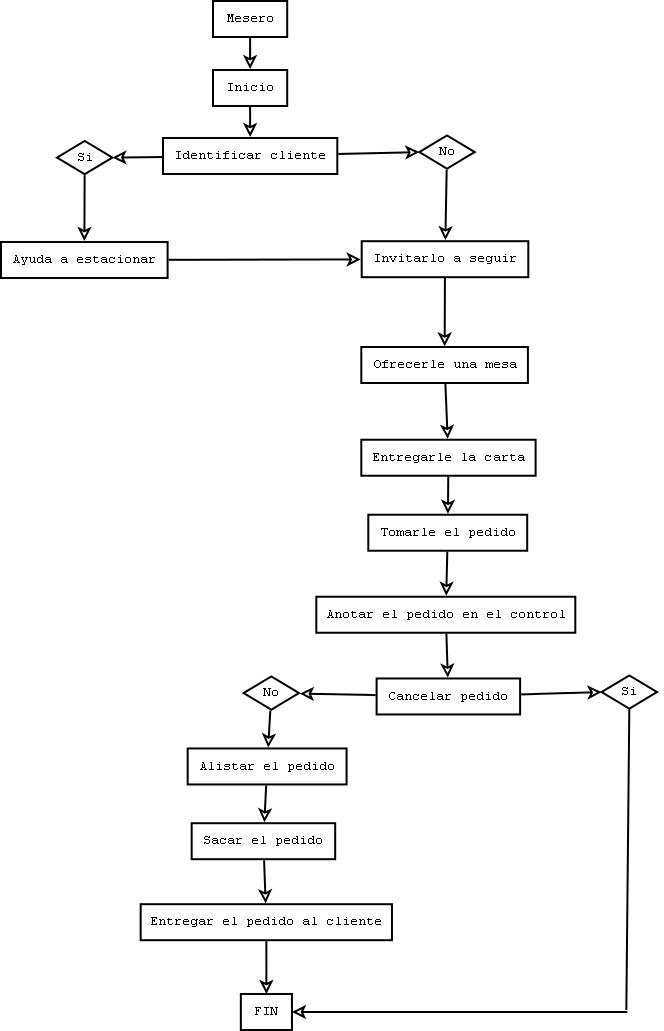 Mesero
Inicio
Identificar cliente
Si
No
Ayuda a estacionar
Invitarlo a seguir
Ofrecerle una mesa
Entregarle la carta
Tomarle el pedido
Anotar el pedido en el control
Cancelar pedido
No
Si
Alistar el pedido
Sacar el pedido
Entregar el pedido al cliente
FIN